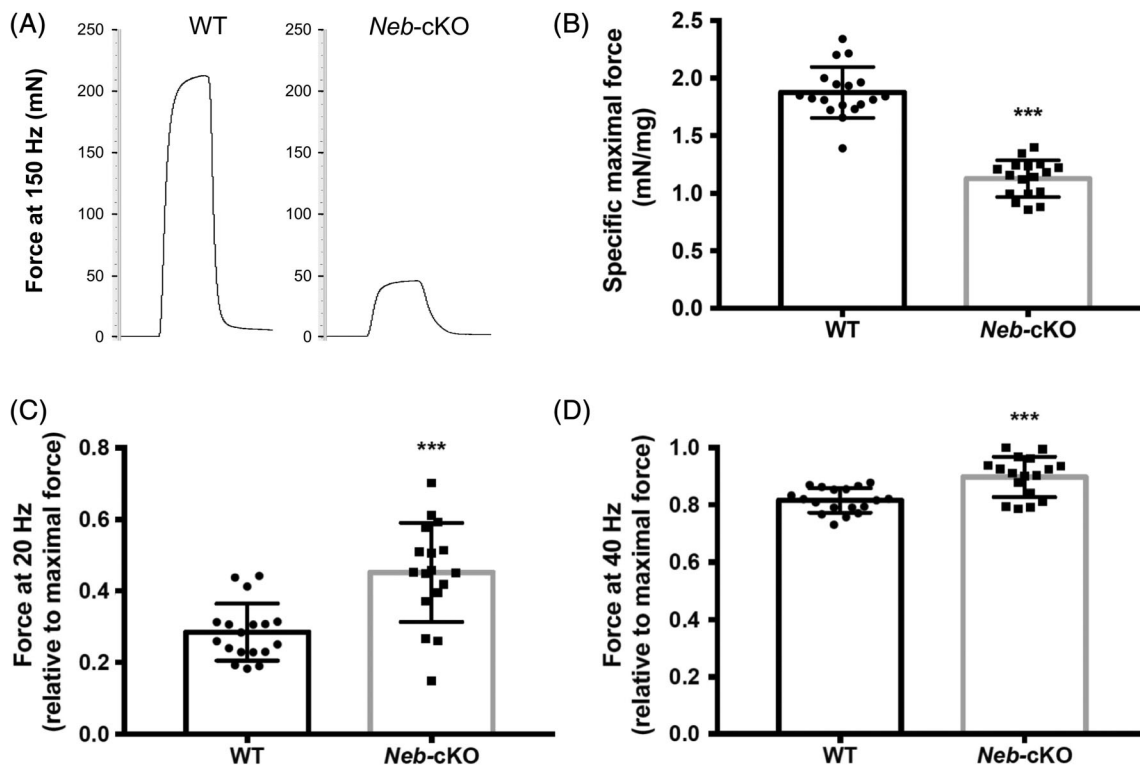 (A)
WT
Neb-cKO
Force at 150 Hz (mN)
250
200
150
100
50
0
250
200
150
100
50
0
(B)
Specific maximal force
(mN/mg)
2.5
2.0
1.5
1.0
0.5
0.0
***
WT
Neb-cKO
(C)
Force at 20 Hz
(relative to maximal force)
0.8
0.6
0.4
0.2
0.0
***
WT
Neb-cKO
(D)
Force at 40 Hz
(relative to maximal force)
1.0
0.8
0.6
0.4
0.2
0.0
***
WT
Neb-cKO